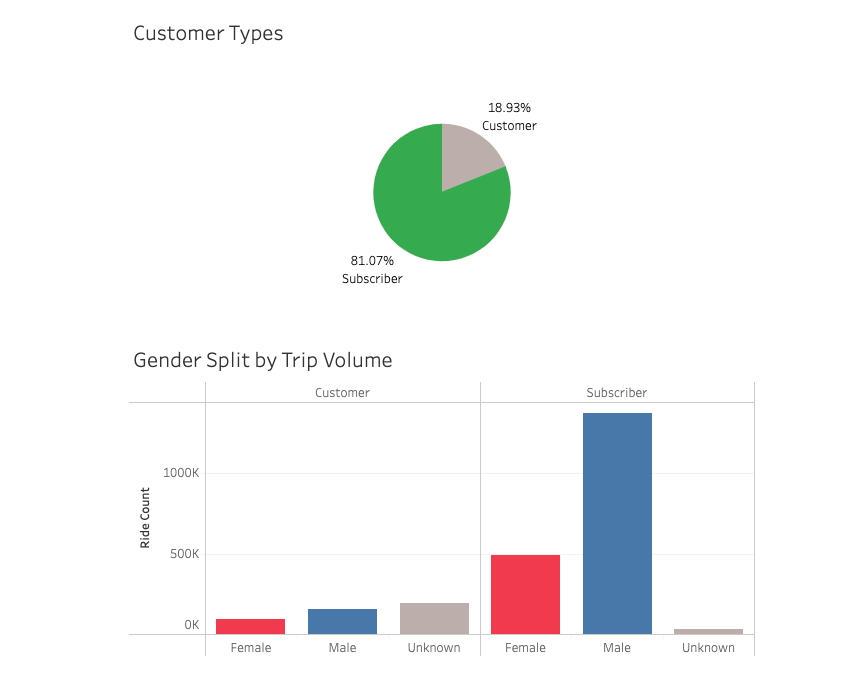 Customer Types
18.93%
Customer
81.07%
Subscriber
Gender Split by Trip Volume
Customer Subscriber
1000K
Ride Count
500K
0K
Female Male Unknown Female Male Unknown